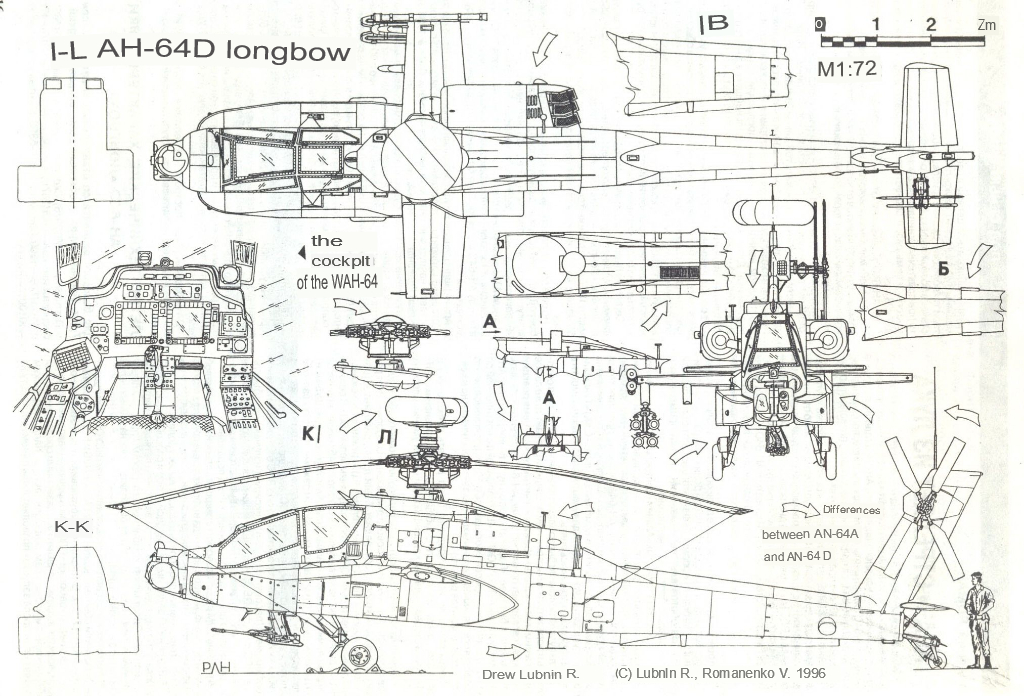 I-L AH-64D longbow
|B
0 1 2 Zm
M1:72
1
the
cockpit
of the WAH-64
Б
А
А
К| Л|
Differences
between AN-64A
and AN-64 D
K-K
РЛН
Drew Lubnin R. (C) Lubnin R., Romanenko V. 1996